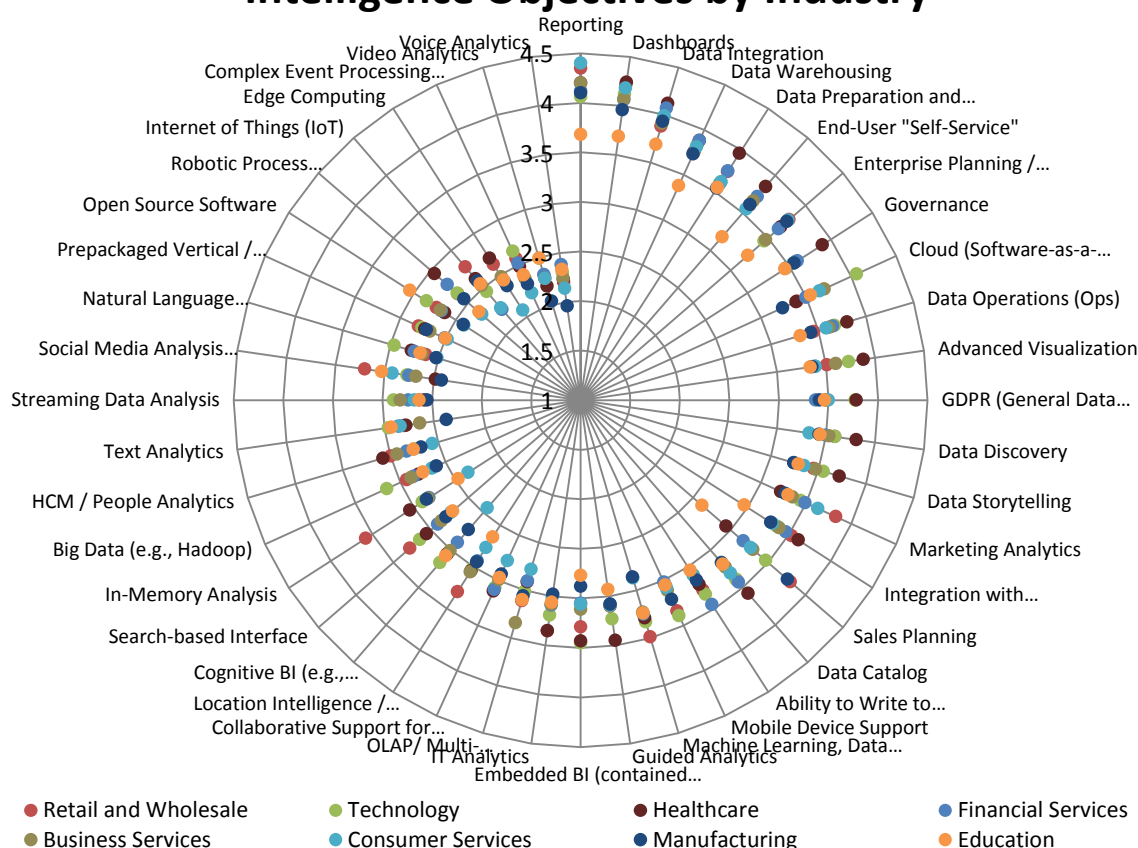 Intelligence Objectives by Industry
Reporting
Dashboards
Data Integration
Data Warehousing
Data Preparation and...
End-User "Self-Service"
Enterprise Planning /...
Governance
Cloud (Software-as-a-...
Data Operations (Ops)
Advanced Visualization
GDPR (General Data...
Data Discovery
Data Storytelling
Marketing Analytics
Integration with...
Sales Planning
Data Catalog
Ability to Write to...
Mobile Device Support
Machine Learning, Data...
Guided Analytics
Embedded BI (contained...
IT Analytics
OLAP/ Multi-...
Collaborative Support for...
Location Intelligence /...
Cognitive BI (e.g.,...
Search-based Interface
In-Memory Analysis
Big Data (e.g., Hadoop)
HCM / People Analytics
Text Analytics
Streaming Data Analysis
Social Media Analysis...
Natural Language...
Prepackaged Vertical /...
Open Source Software
Robotic Process...
Internet of Things (IoT)
Edge Computing
Complex Event Processing...
Video Analytics
Voice Analytics
4.5
4
3.5
3
2.5
2
1.5
1
Retail and Wholesale
Technology
Healthcare
Financial Services
Business Services
Consumer Services
Manufacturing
Education